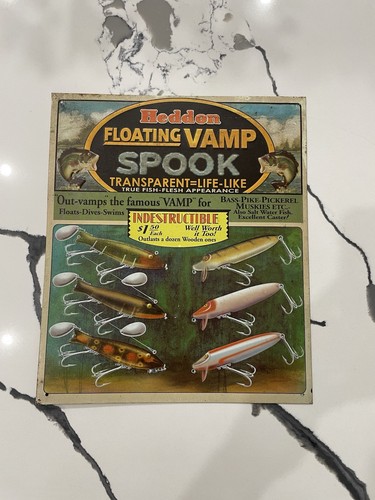 Heddon
FLOATING VAMP
SPOOK
TRANSPARENT=LIFE-LIKE
TRUE FISH-FLESH APPEARANCE
Out-vamps the famous "VAMP" for
Floats-Dives-Swims
BASS-PIKE-PICKEREL
MUSKIES ETC.-
Also Salt Water Fish.
Excellent Caster!
INDESTRUCTIBLE
$1.50 Each
Well Worth it Too!
Outlasts a dozen Wooden ones